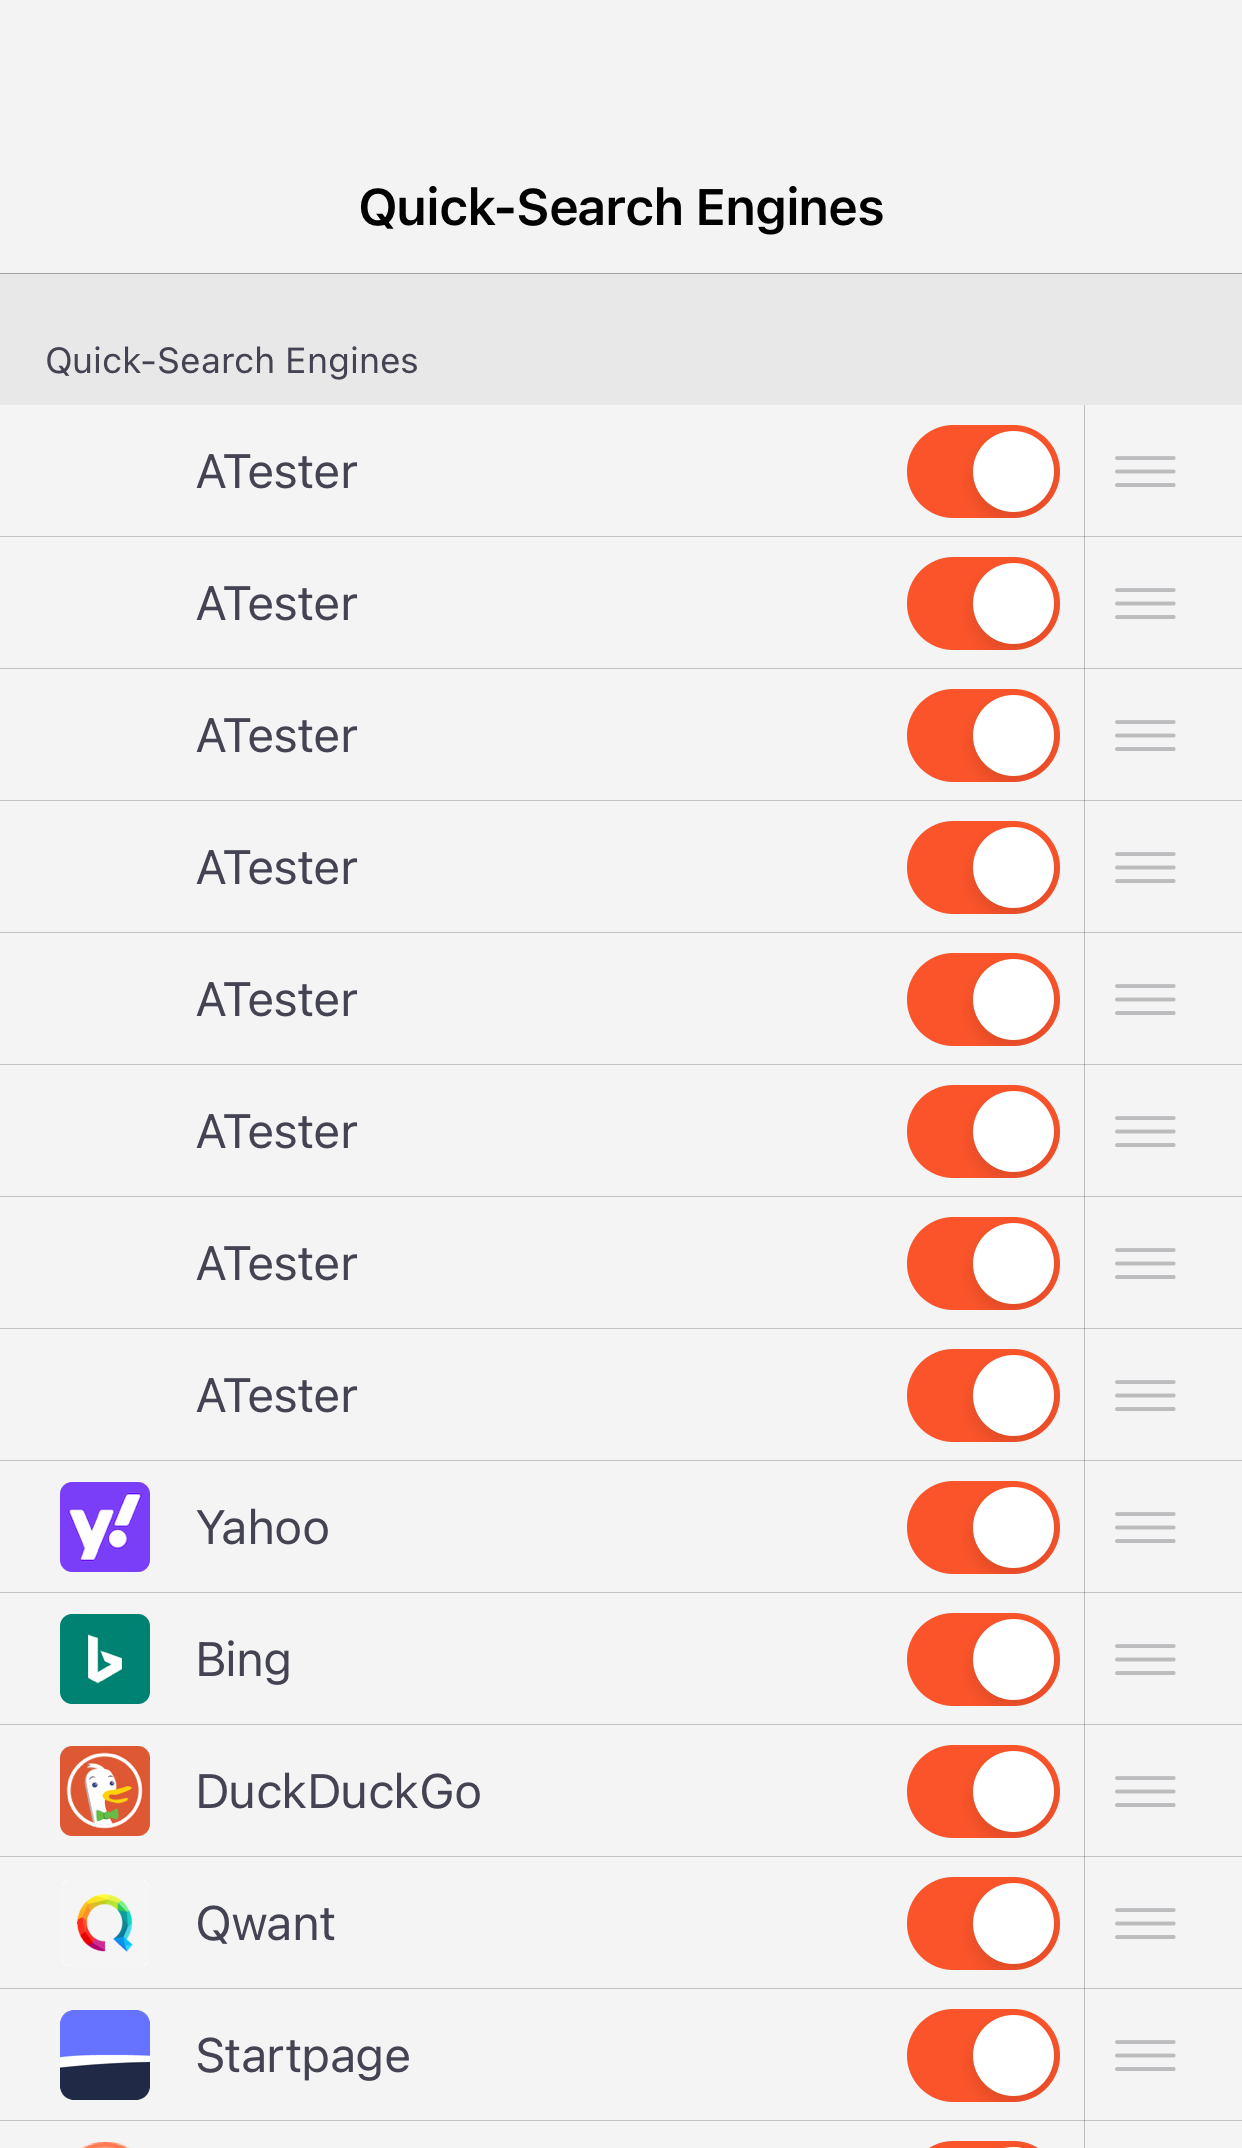 Quick-Search Engines
Quick-Search Engines
ATester
ATester
ATester
ATester
ATester
ATester
ATester
ATester
Yahoo
Bing
DuckDuckGo
Qwant
Startpage